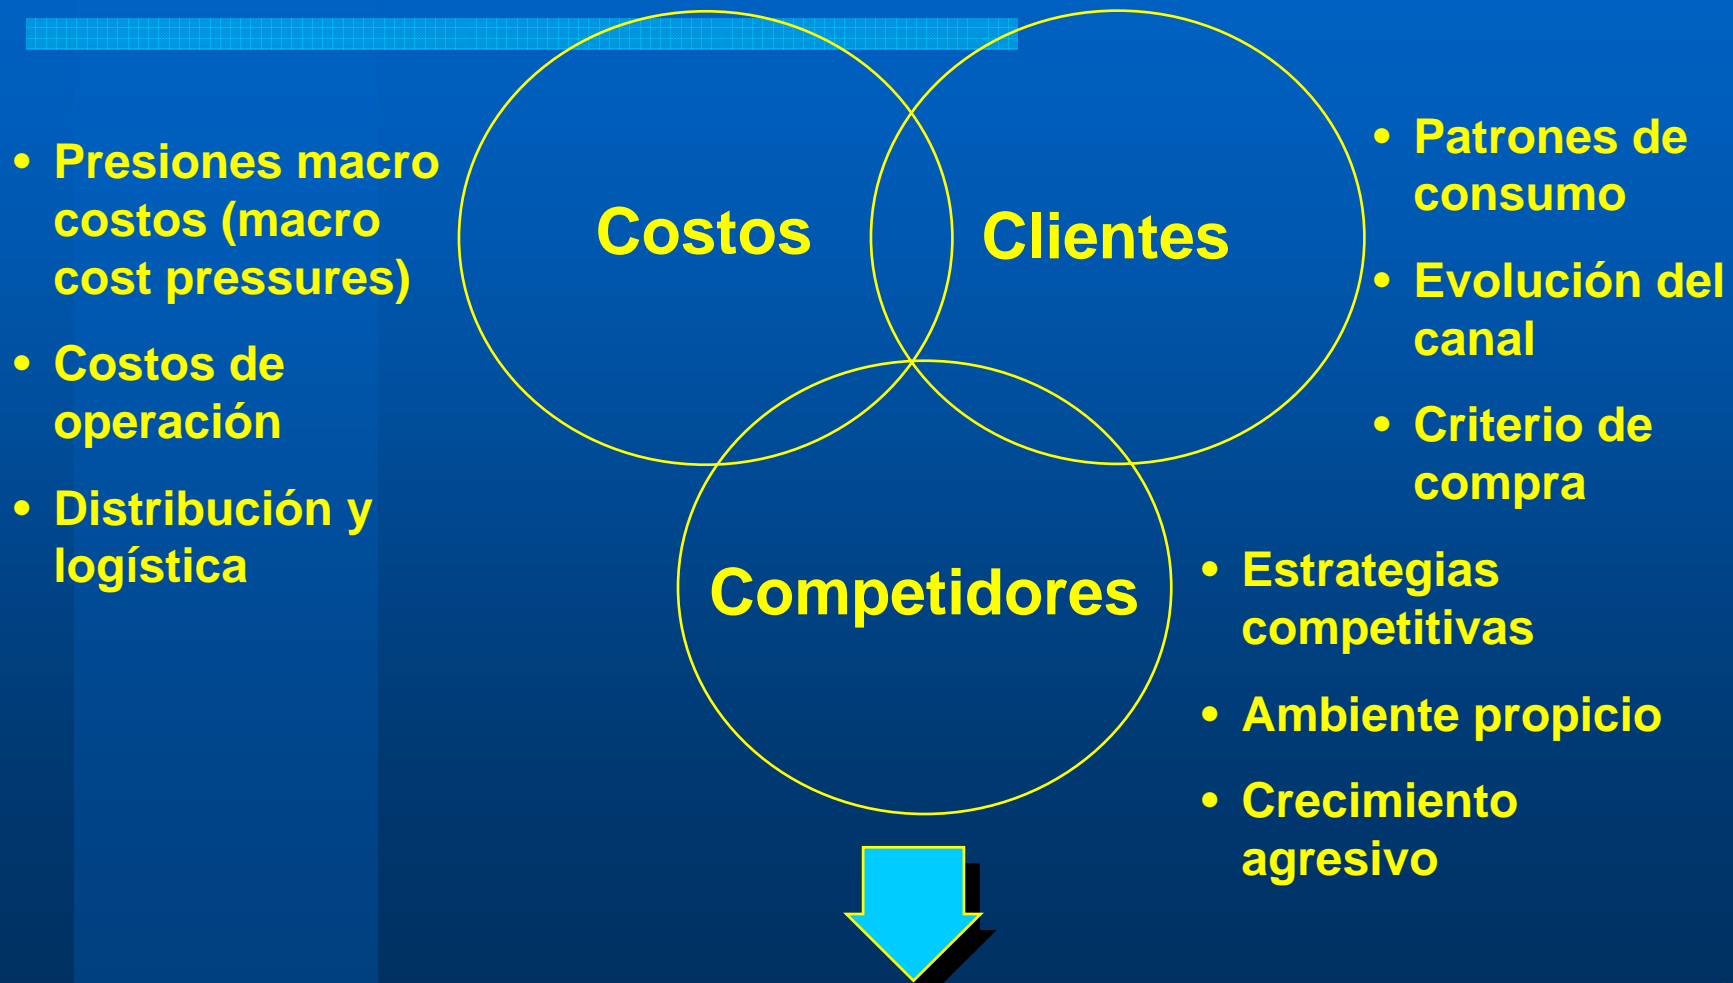 • Presiones macro
costos (macro
cost pressures)
• Costos de
operación
• Distribución y
logística
Costos
Clientes
Competidores
• Patrones de
consumo
• Evolución del
canal
• Criterio de
compra
• Estrategias
competitivas
• Ambiente propicio
• Crecimiento
agresivo